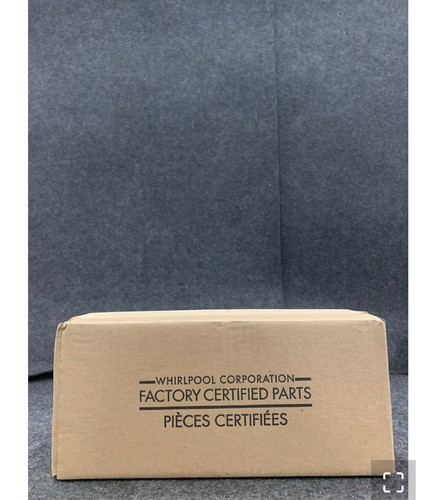 WHIRLPOOL CORPORATION
FACTORY CERTIFIED PARTS
PIÈCES CERTIFIÉES